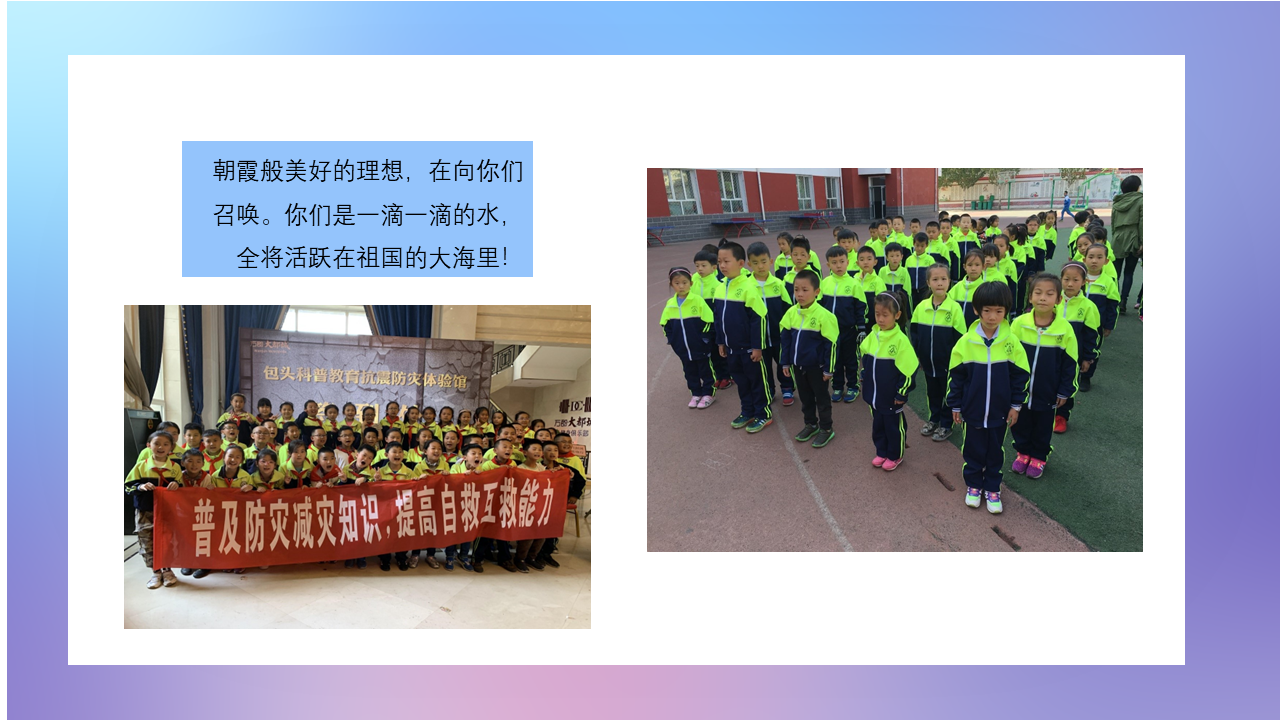 朝霞般美好的理想，在向你们
召唤。你们是一滴一滴的水，
全将活跃在祖国的大海里！
包头科普教育抗震防灾体验馆
普及防灾减灾知识，提高自救互救能力